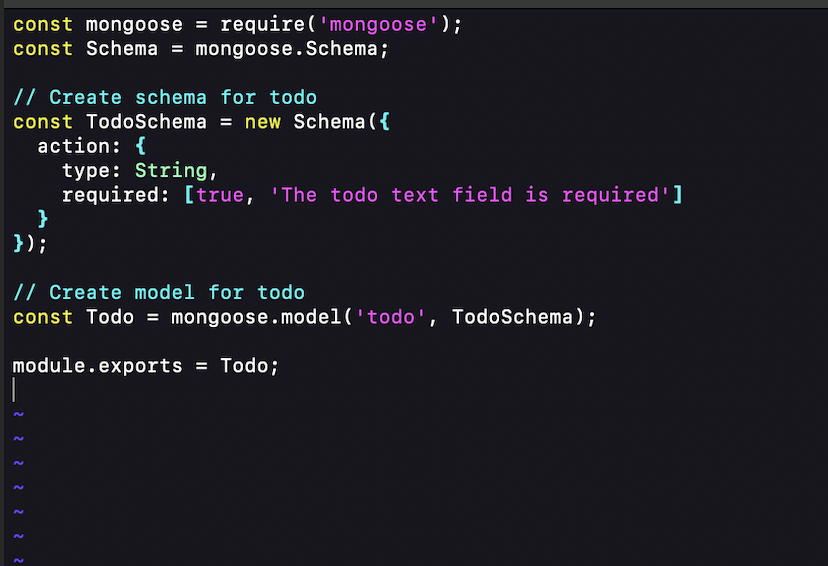 const mongoose = require('mongoose');
const Schema = mongoose.Schema;

// Create schema for todo
const TodoSchema = new Schema({
  action: {
    type: String,
    required: [true, 'The todo text field is required']
  }
});

// Create model for todo
const Todo = mongoose.model('todo', TodoSchema);

module.exports = Todo;

~
~
~
~
~
~
~